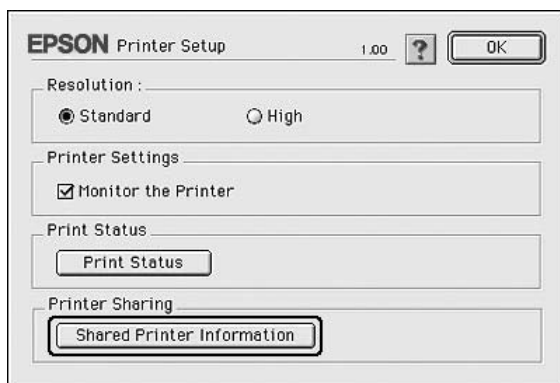 EPSON Printer Setup 1.00 ? OK
Resolution :
Standard High
Printer Settings
Monitor the Printer
Print Status
Print Status
Printer Sharing
Shared Printer Information